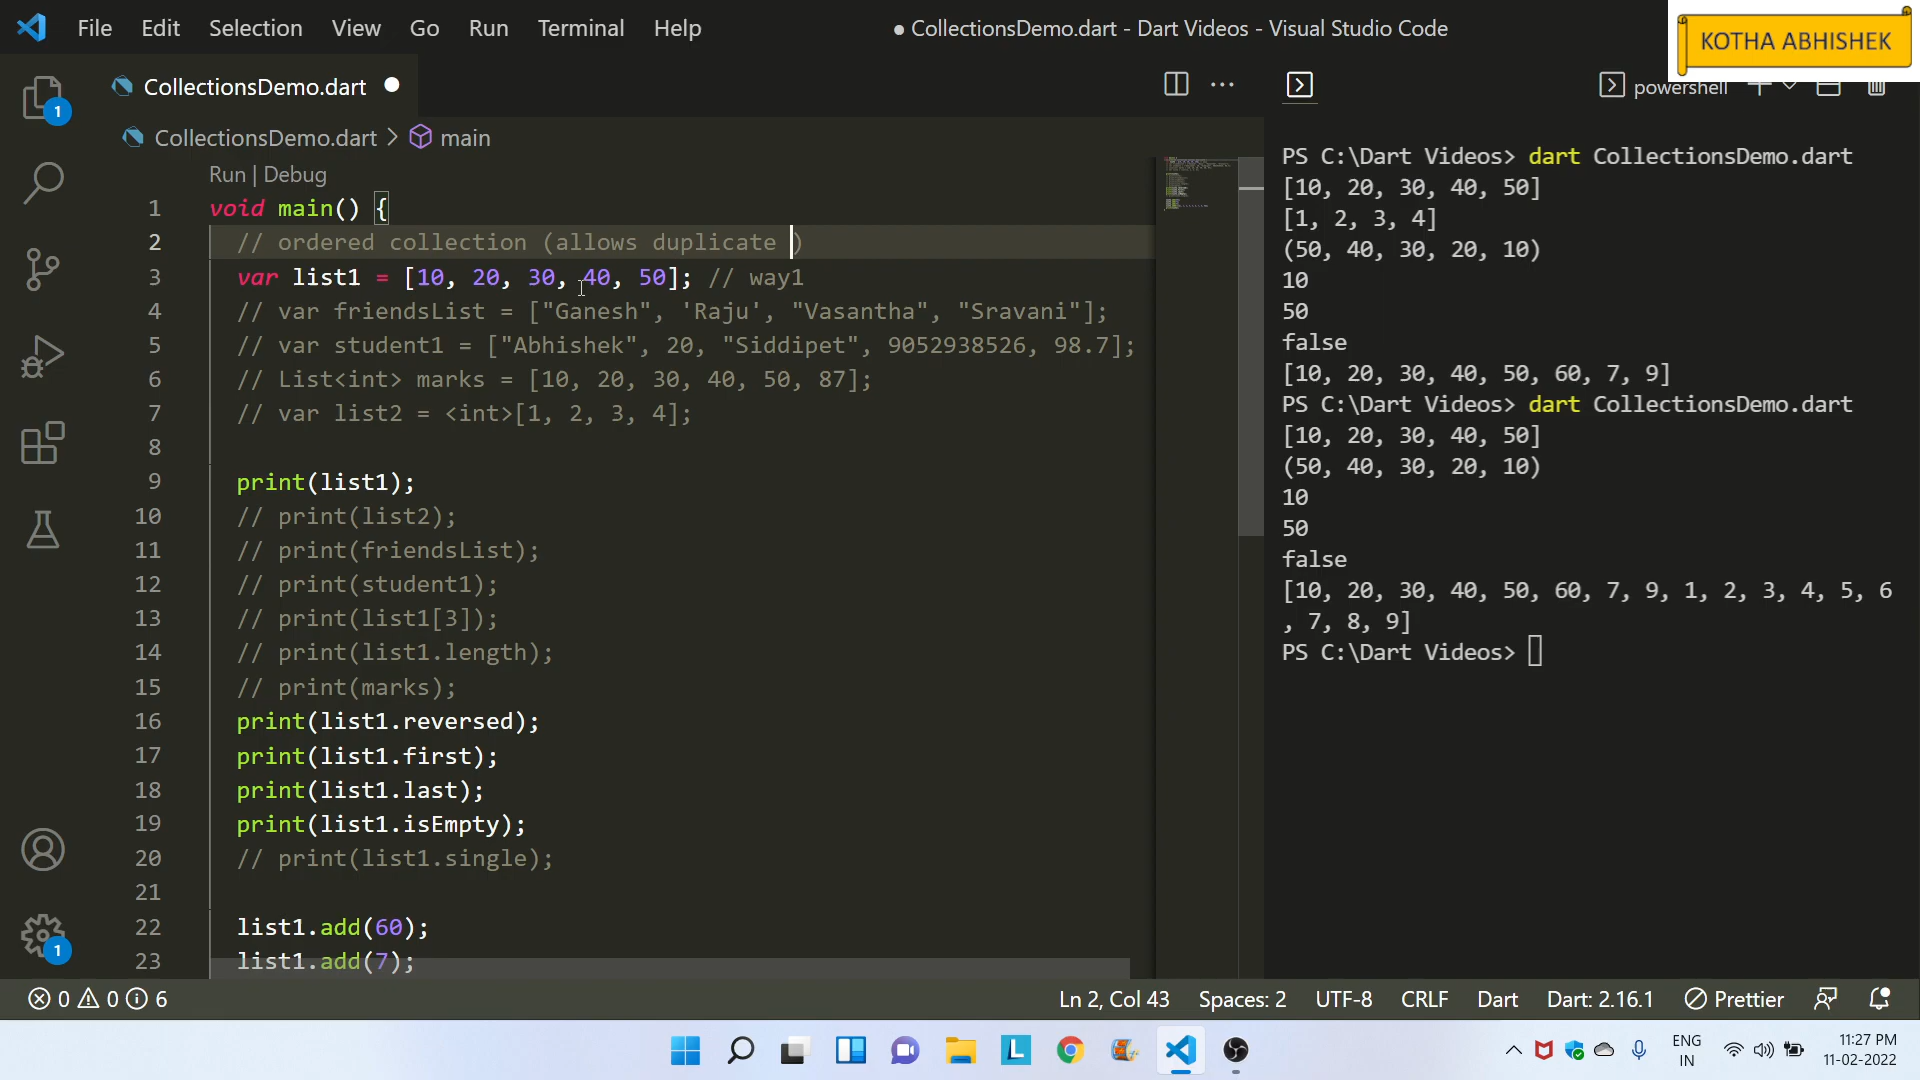 File Edit Selection View Go Run Terminal Help
● CollectionsDemo.dart - Dart Videos - Visual Studio Code
KOTHA ABHISHEK
CollectionsDemo.dart ●
powershell
CollectionsDemo.dart > main
Run | Debug
1 void main() {
2 // ordered collection (allows duplicate )
3 var list1 = [10, 20, 30, 40, 50]; // way1
4 // var friendsList = ["Ganesh", 'Raju', "Vasantha", "Sravani"];
5 // var student1 = ["Abhishek", 20, "Siddipet", 9052938526, 98.7];
6 // List<int> marks = [10, 20, 30, 40, 50, 87];
7 // var list2 = <int>[1, 2, 3, 4];
8
9 print(list1);
10 // print(list2);
11 // print(friendsList);
12 // print(student1);
13 // print(list1[3]);
14 // print(list1.length);
15 // print(marks);
16 print(list1.reversed);
17 print(list1.first);
18 print(list1.last);
19 print(list1.isEmpty);
20 // print(list1.single);
21
22 list1.add(60);
23 list1.add(7);
PS C:\Dart Videos> dart CollectionsDemo.dart
[10, 20, 30, 40, 50]
[1, 2, 3, 4]
(50, 40, 30, 20, 10)
10
50
false
[10, 20, 30, 40, 50, 60, 7, 9]
PS C:\Dart Videos> dart CollectionsDemo.dart
[10, 20, 30, 40, 50]
(50, 40, 30, 20, 10)
10
50
false
[10, 20, 30, 40, 50, 60, 7, 9, 1, 2, 3, 4, 5, 6
, 7, 8, 9]
PS C:\Dart Videos>
1
1
0 0 6
Ln 2, Col 43 Spaces: 2 UTF-8 CRLF Dart Dart: 2.16.1 Prettier
L
ENG
IN
11:27 PM
11-02-2022